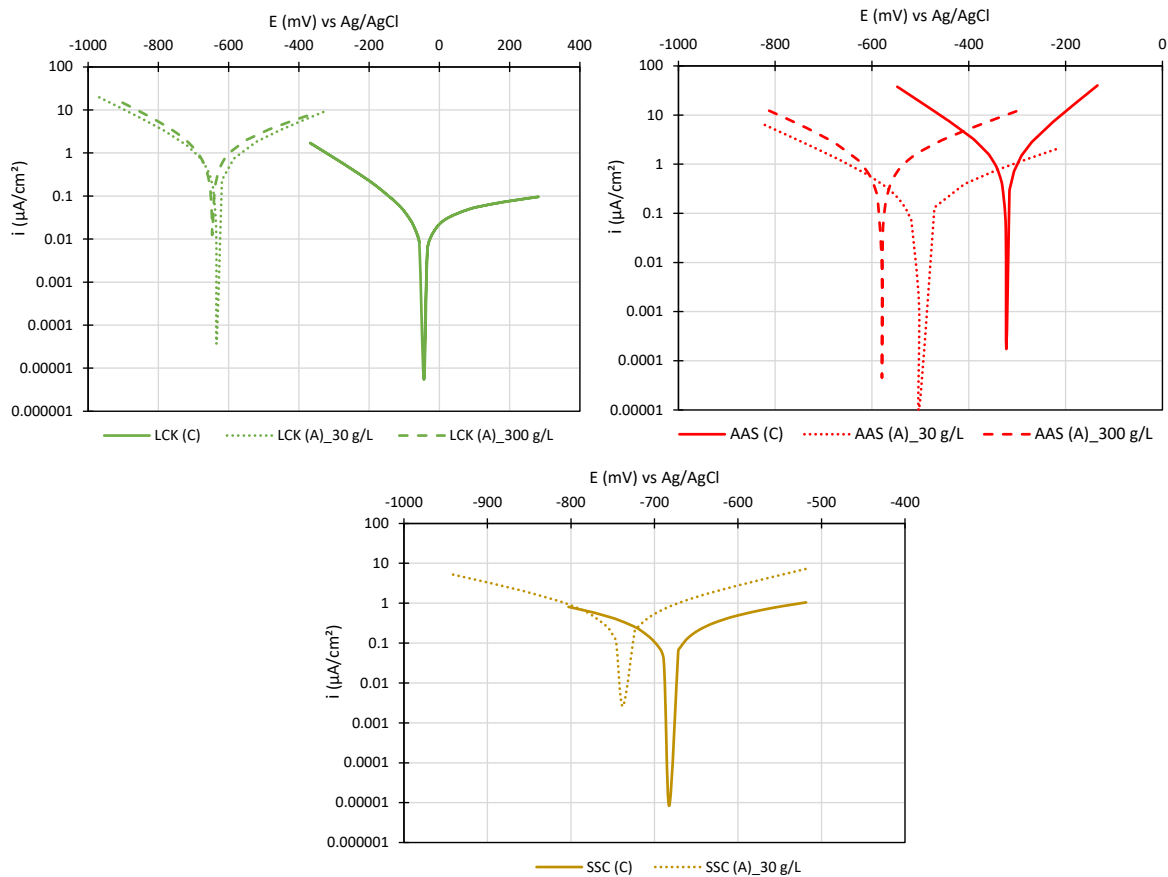 E (mV) vs Ag/AgCl
-1000 -800 -600 -400 -200 0 200 400
100
10
1
0.1
0.01
0.001
0.0001
0.00001
0.000001
i (µA/cm²)
LCK (C) LCK (A)_30 g/L LCK (A)_300 g/L
E (mV) vs Ag/AgCl
-1000 -800 -600 -400 -200 0
100
10
1
0.1
0.01
0.001
0.0001
0.00001
i (µA/cm²)
AAS (C) AAS (A)_30 g/L AAS (A)_300 g/L
E (mV) vs Ag/AgCl
-1000 -900 -800 -700 -600 -500 -400
100
10
1
0.1
0.01
0.001
0.0001
0.00001
0.000001
i (µA/cm²)
SSC (C) SSC (A)_30 g/L